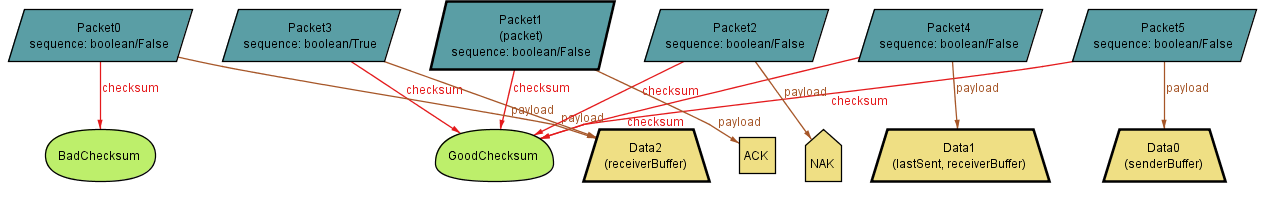 Packet0
sequence: boolean/False
Packet3
sequence: boolean/True
Packet1
(packet)
sequence: boolean/False
Packet2
sequence: boolean/False
Packet4
sequence: boolean/False
Packet5
sequence: boolean/False
checksum
checksum
checksum
checksum
payload
payload
checksum
payload
payload
payload
checksum
payload
checksum
BadChecksum
GoodChecksum
Data2
(receiverBuffer)
ACK
NAK
Data1
(lastSent, receiverBuffer)
Data0
(senderBuffer)